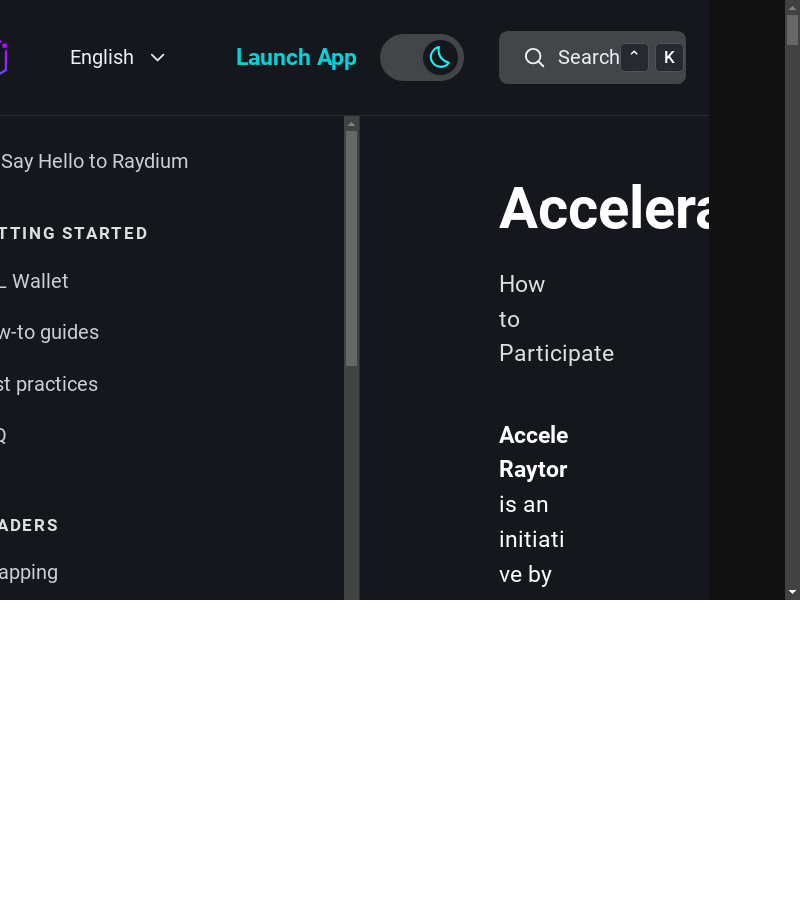 English
Launch App
Search
⌃
K
Say Hello to Raydium
TTING STARTED
L Wallet
w-to guides
st practices
Q
ADERS
apping
Accelera
How
to
Participate
Accele
Raytor
is an
initiati
ve by